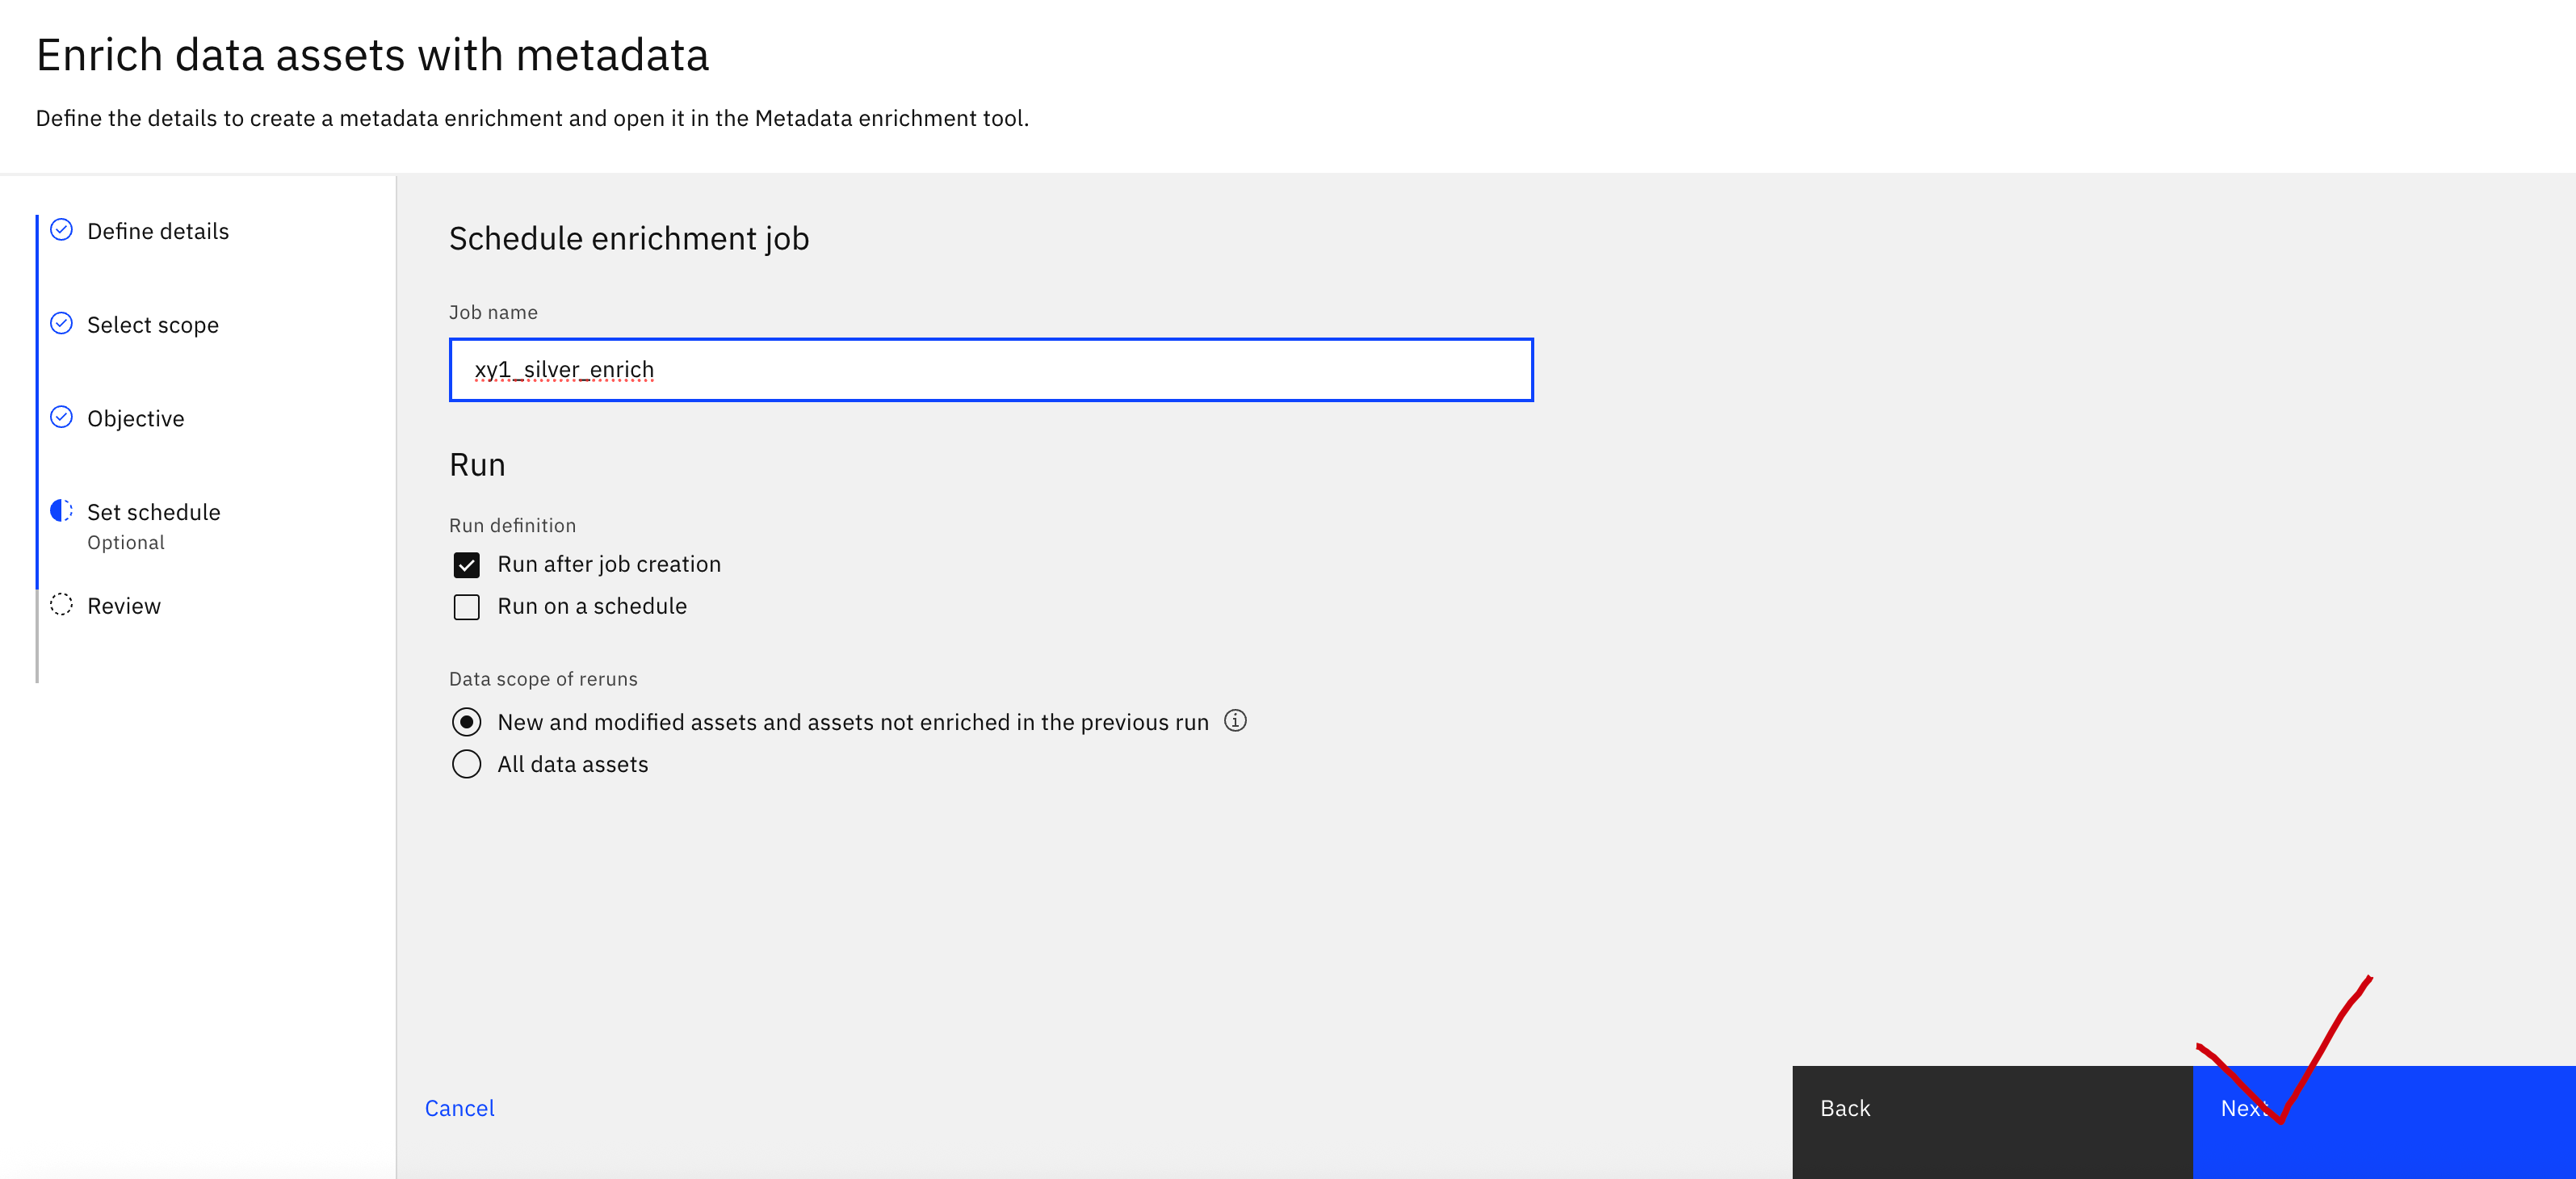 Enrich data assets with metadata
Define the details to create a metadata enrichment and open it in the Metadata enrichment tool.
Define details
Select scope
Objective
Set schedule
Optional
Review
Schedule enrichment job
Job name
xy1_silver_enrich
Run
Run definition
Run after job creation
Run on a schedule
Data scope of reruns
New and modified assets and assets not enriched in the previous run
All data assets
Cancel
Back
Next